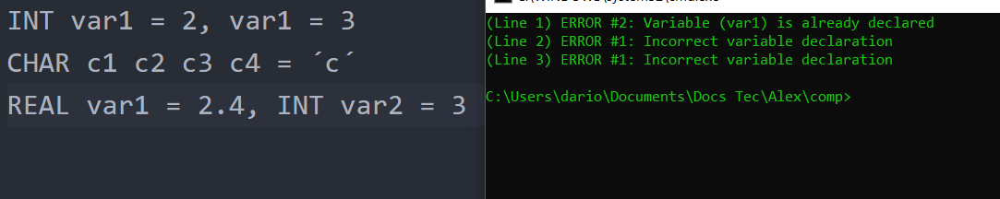 INT var1 = 2, var1 = 3
CHAR c1 c2 c3 c4 = ´c´
REAL var1 = 2.4, INT var2 = 3
(Line 1) ERROR #2: Variable (var1) is already declared
(Line 2) ERROR #1: Incorrect variable declaration
(Line 3) ERROR #1: Incorrect variable declaration
C:\Users\dario\Documents\Docs Tec\Alex\comp>